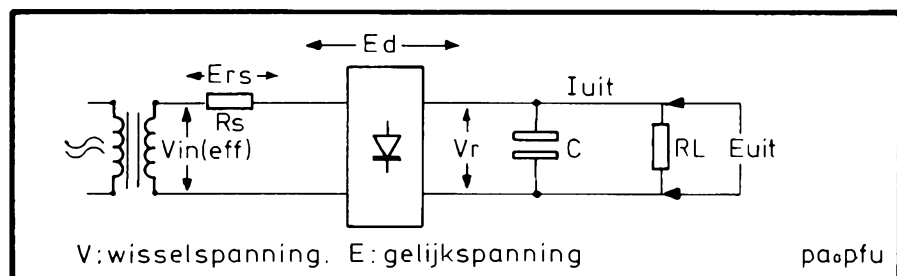 Ed
Ers
Iuit
Rs
Vin(eff)
Vr
C
RL
Euit
V:wisselspanning. E:gelijkspanning
pa₀pfu